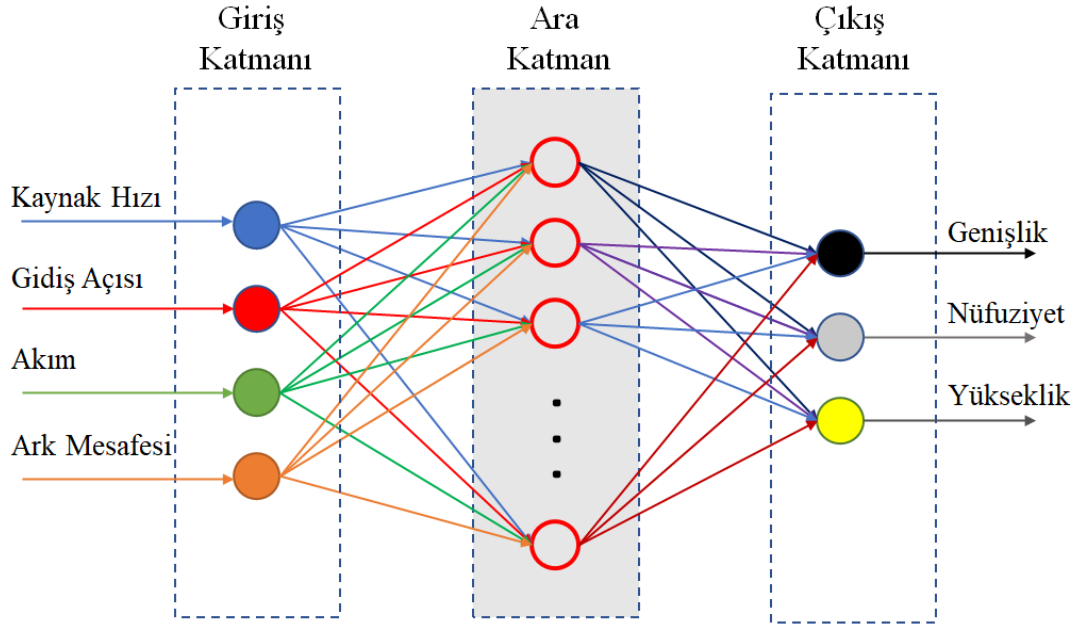 Giriş
Katmanı
Ara
Katman
Çıkış
Katmanı
Kaynak Hızı
Gidiş Açısı
Akım
Ark Mesafesi
Genişlik
Nüfuziyet
Yükseklik